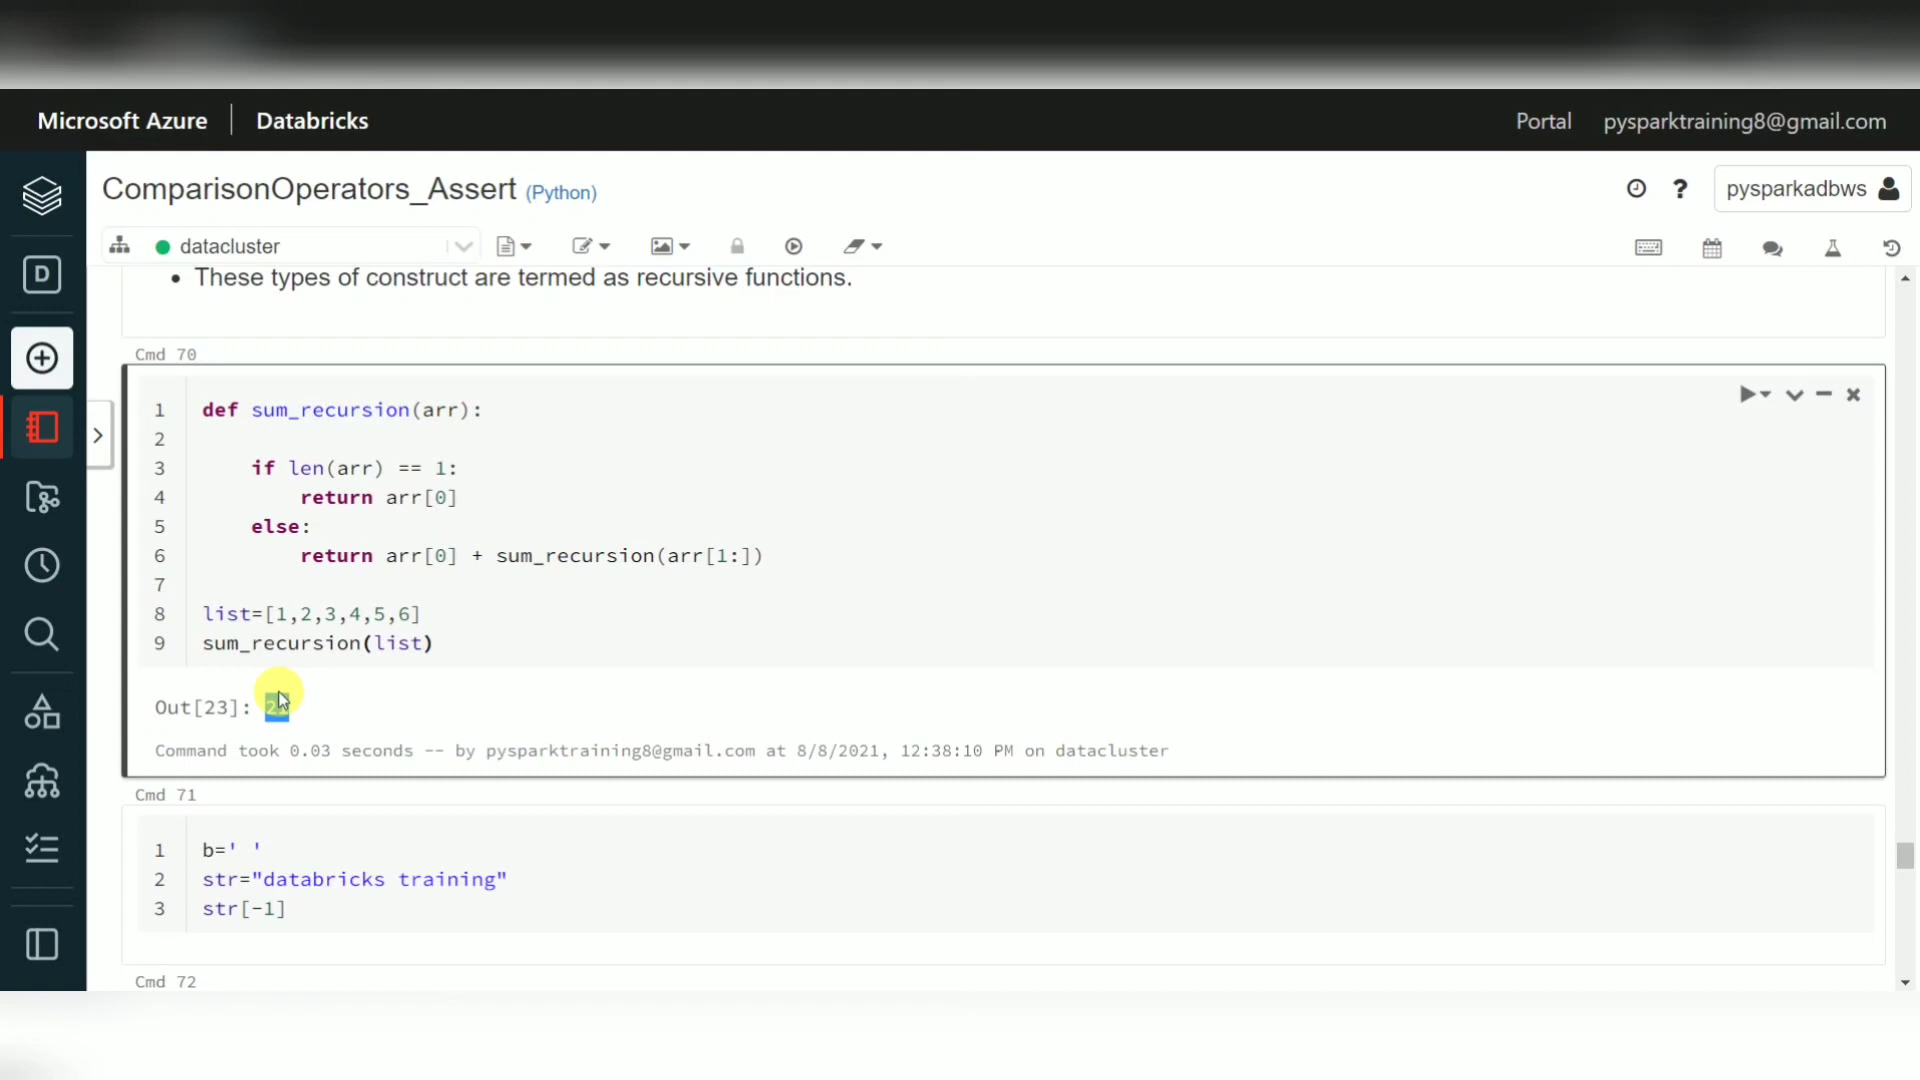 Microsoft Azure | Databricks Portal pysparktraining8@gmail.com
ComparisonOperators_Assert (Python) ? pysparkadbws
D datacluster
• These types of construct are termed as recursive functions.
Cmd 70
1 def sum_recursion(arr):
2
3 if len(arr) == 1:
4 return arr[0]
5 else:
6 return arr[0] + sum_recursion(arr[1:])
7
8 list=[1,2,3,4,5,6]
9 sum_recursion(list)
Out[23]:
Command took 0.03 seconds -- by pysparktraining8@gmail.com at 8/8/2021, 12:38:10 PM on datacluster
Cmd 71
1 b=' '
2 str="databricks training"
3 str[-1]
Cmd 72